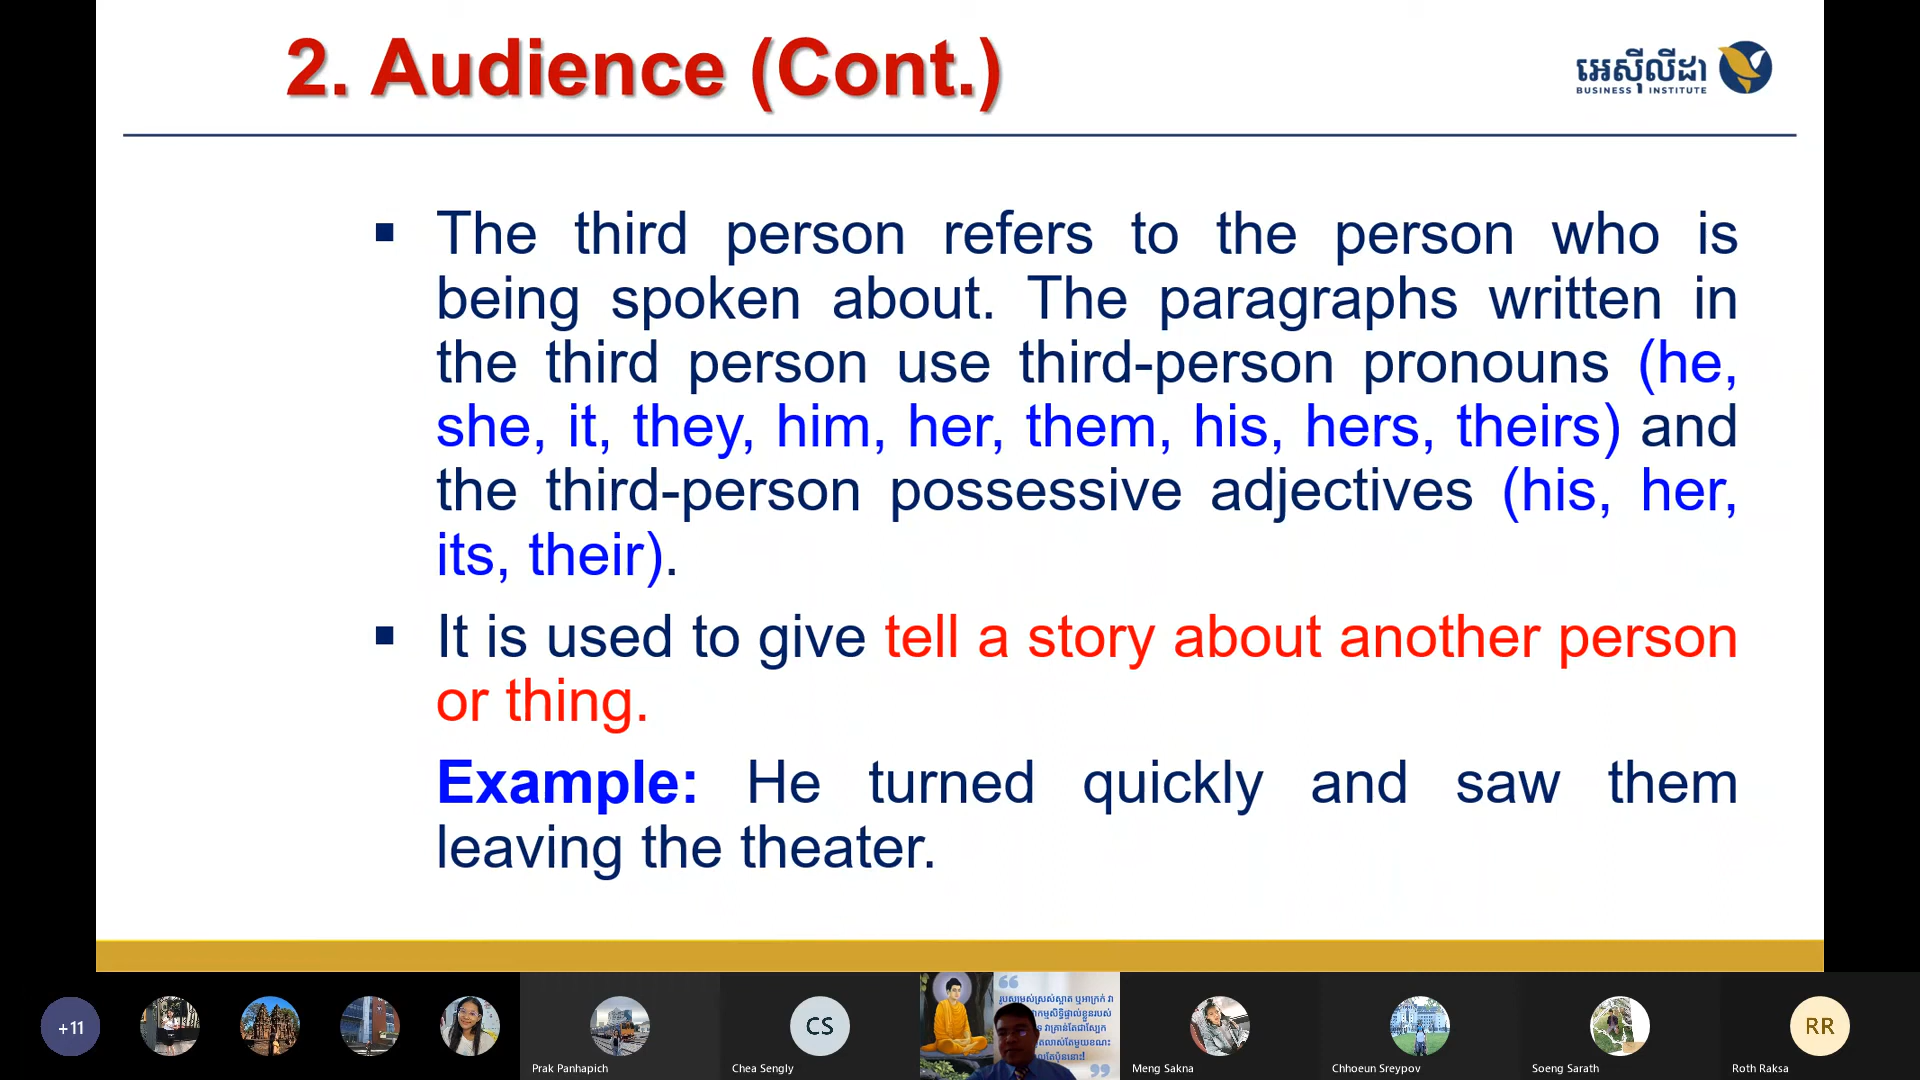 2. Audience (Cont.)
អេស៊ីលីដា
BUSINESS INSTITUTE
▪ The third person refers to the person who is
being spoken about. The paragraphs written in
the third person use third-person pronouns (he,
she, it, they, him, her, them, his, hers, theirs) and
the third-person possessive adjectives (his, her,
its, their).
▪ It is used to give tell a story about another person
or thing.
Example: He turned quickly and saw them
leaving the theater.
+11
Prak Panhapich
CS
Chea Sengly
Meng Sakna
Chhoeun Sreypov
Soeng Sarath
RR
Roth Raksa